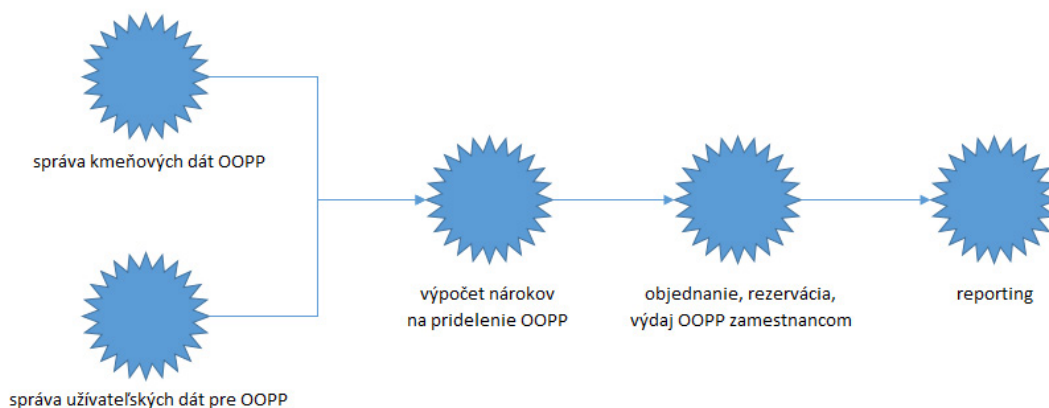 správa kmeňových dát OOPP
správa užívateľských dát pre OOPP
výpočet nárokov
na pridelenie OOPP
objednanie, rezervácia,
výdaj OOPP zamestnancom
reporting